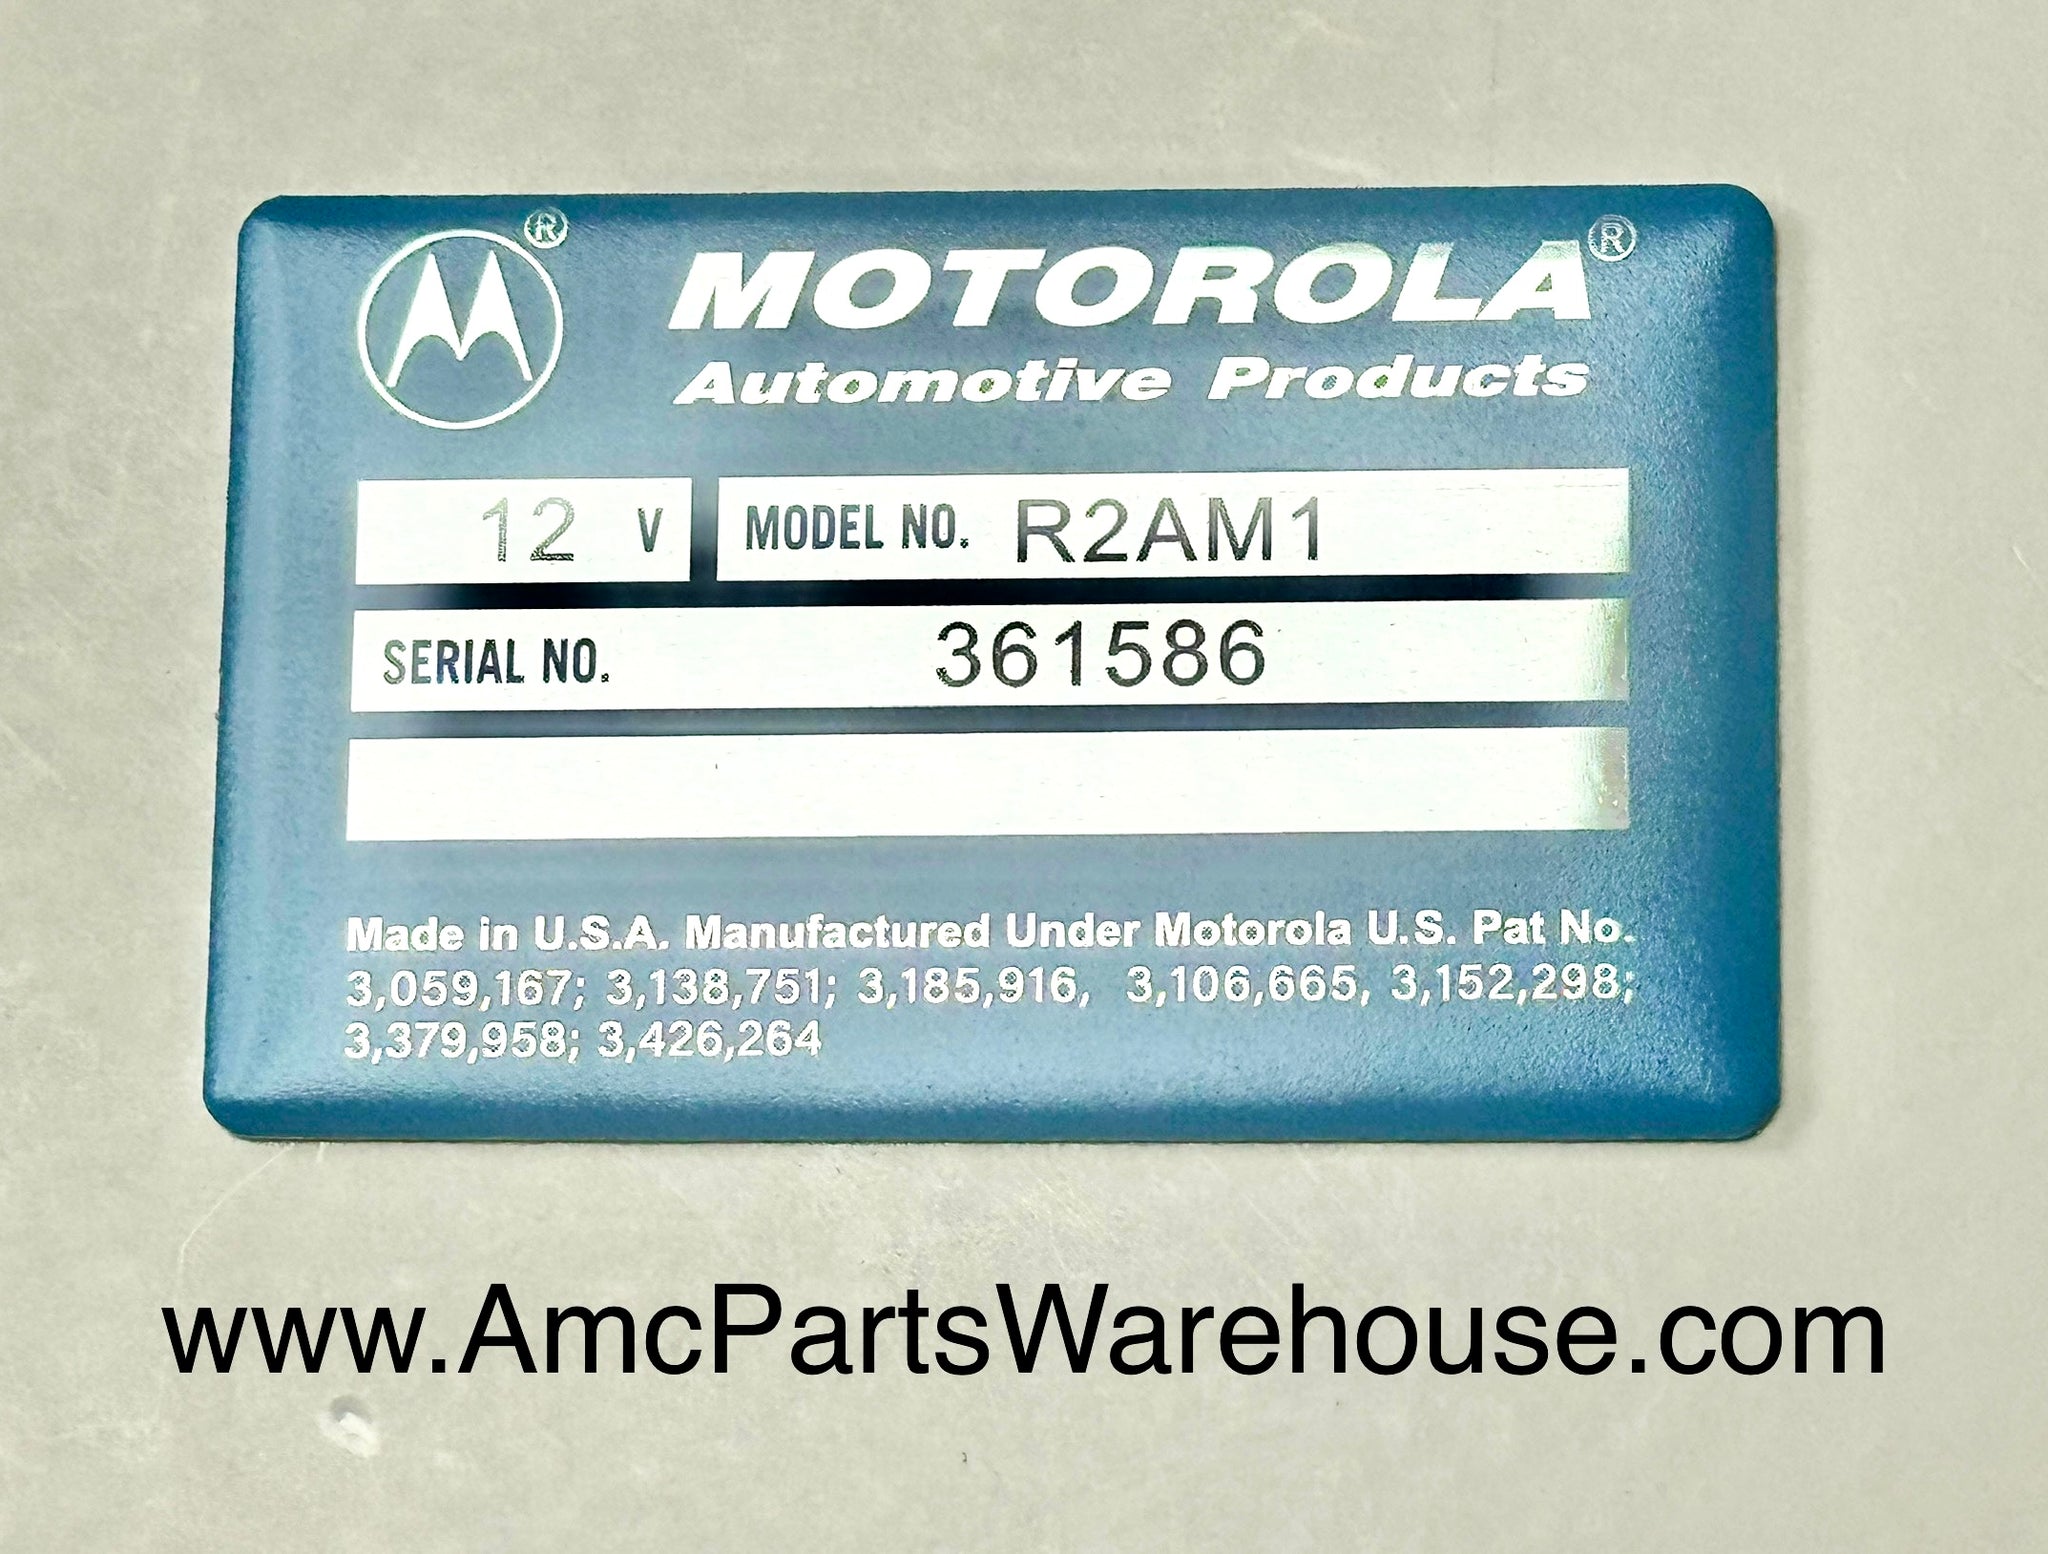 ® MOTOROLA®
Automotive Products
12 V MODEL NO. R2AM1
SERIAL NO. 361586
Made in U.S.A. Manufactured Under Motorola U.S. Pat No.
3,059,167; 3,138,751; 3,185,916, 3,106,665, 3,152,298;
3,379,958; 3,426,264
www.AmcPartsWarehouse.com